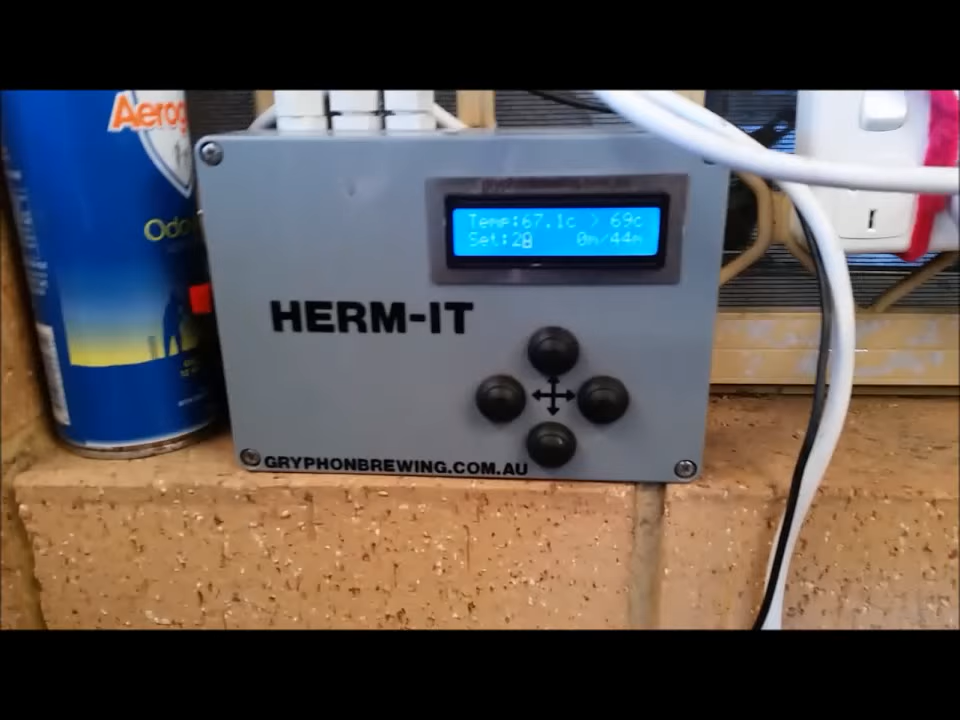 Aerog
Odo
Temp:67.1c > 69c
Set:28 0m/44m
HERM-IT
GRYPHONBREWING.COM.AU